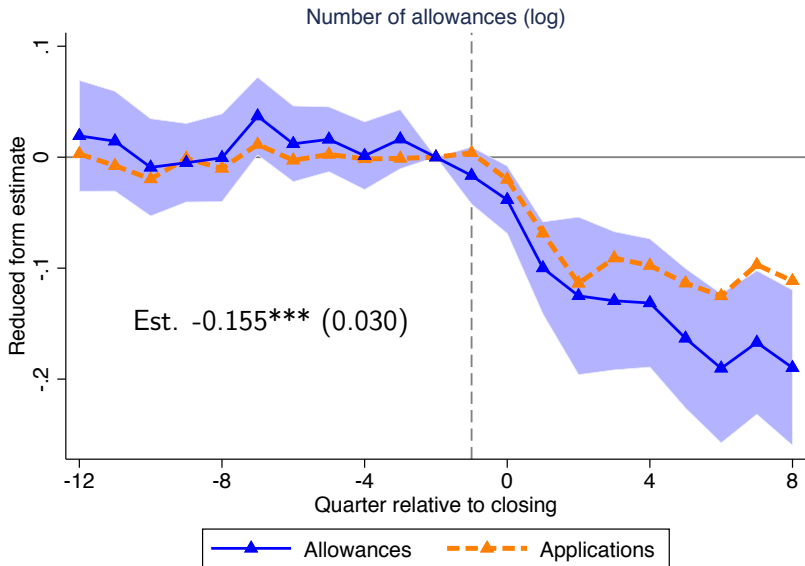 Number of allowances (log)
Reduced form estimate
.1
0
-.1
-.2
Est. -0.155*** (0.030)
-12 -8 -4 0 4 8
Quarter relative to closing
Allowances Applications